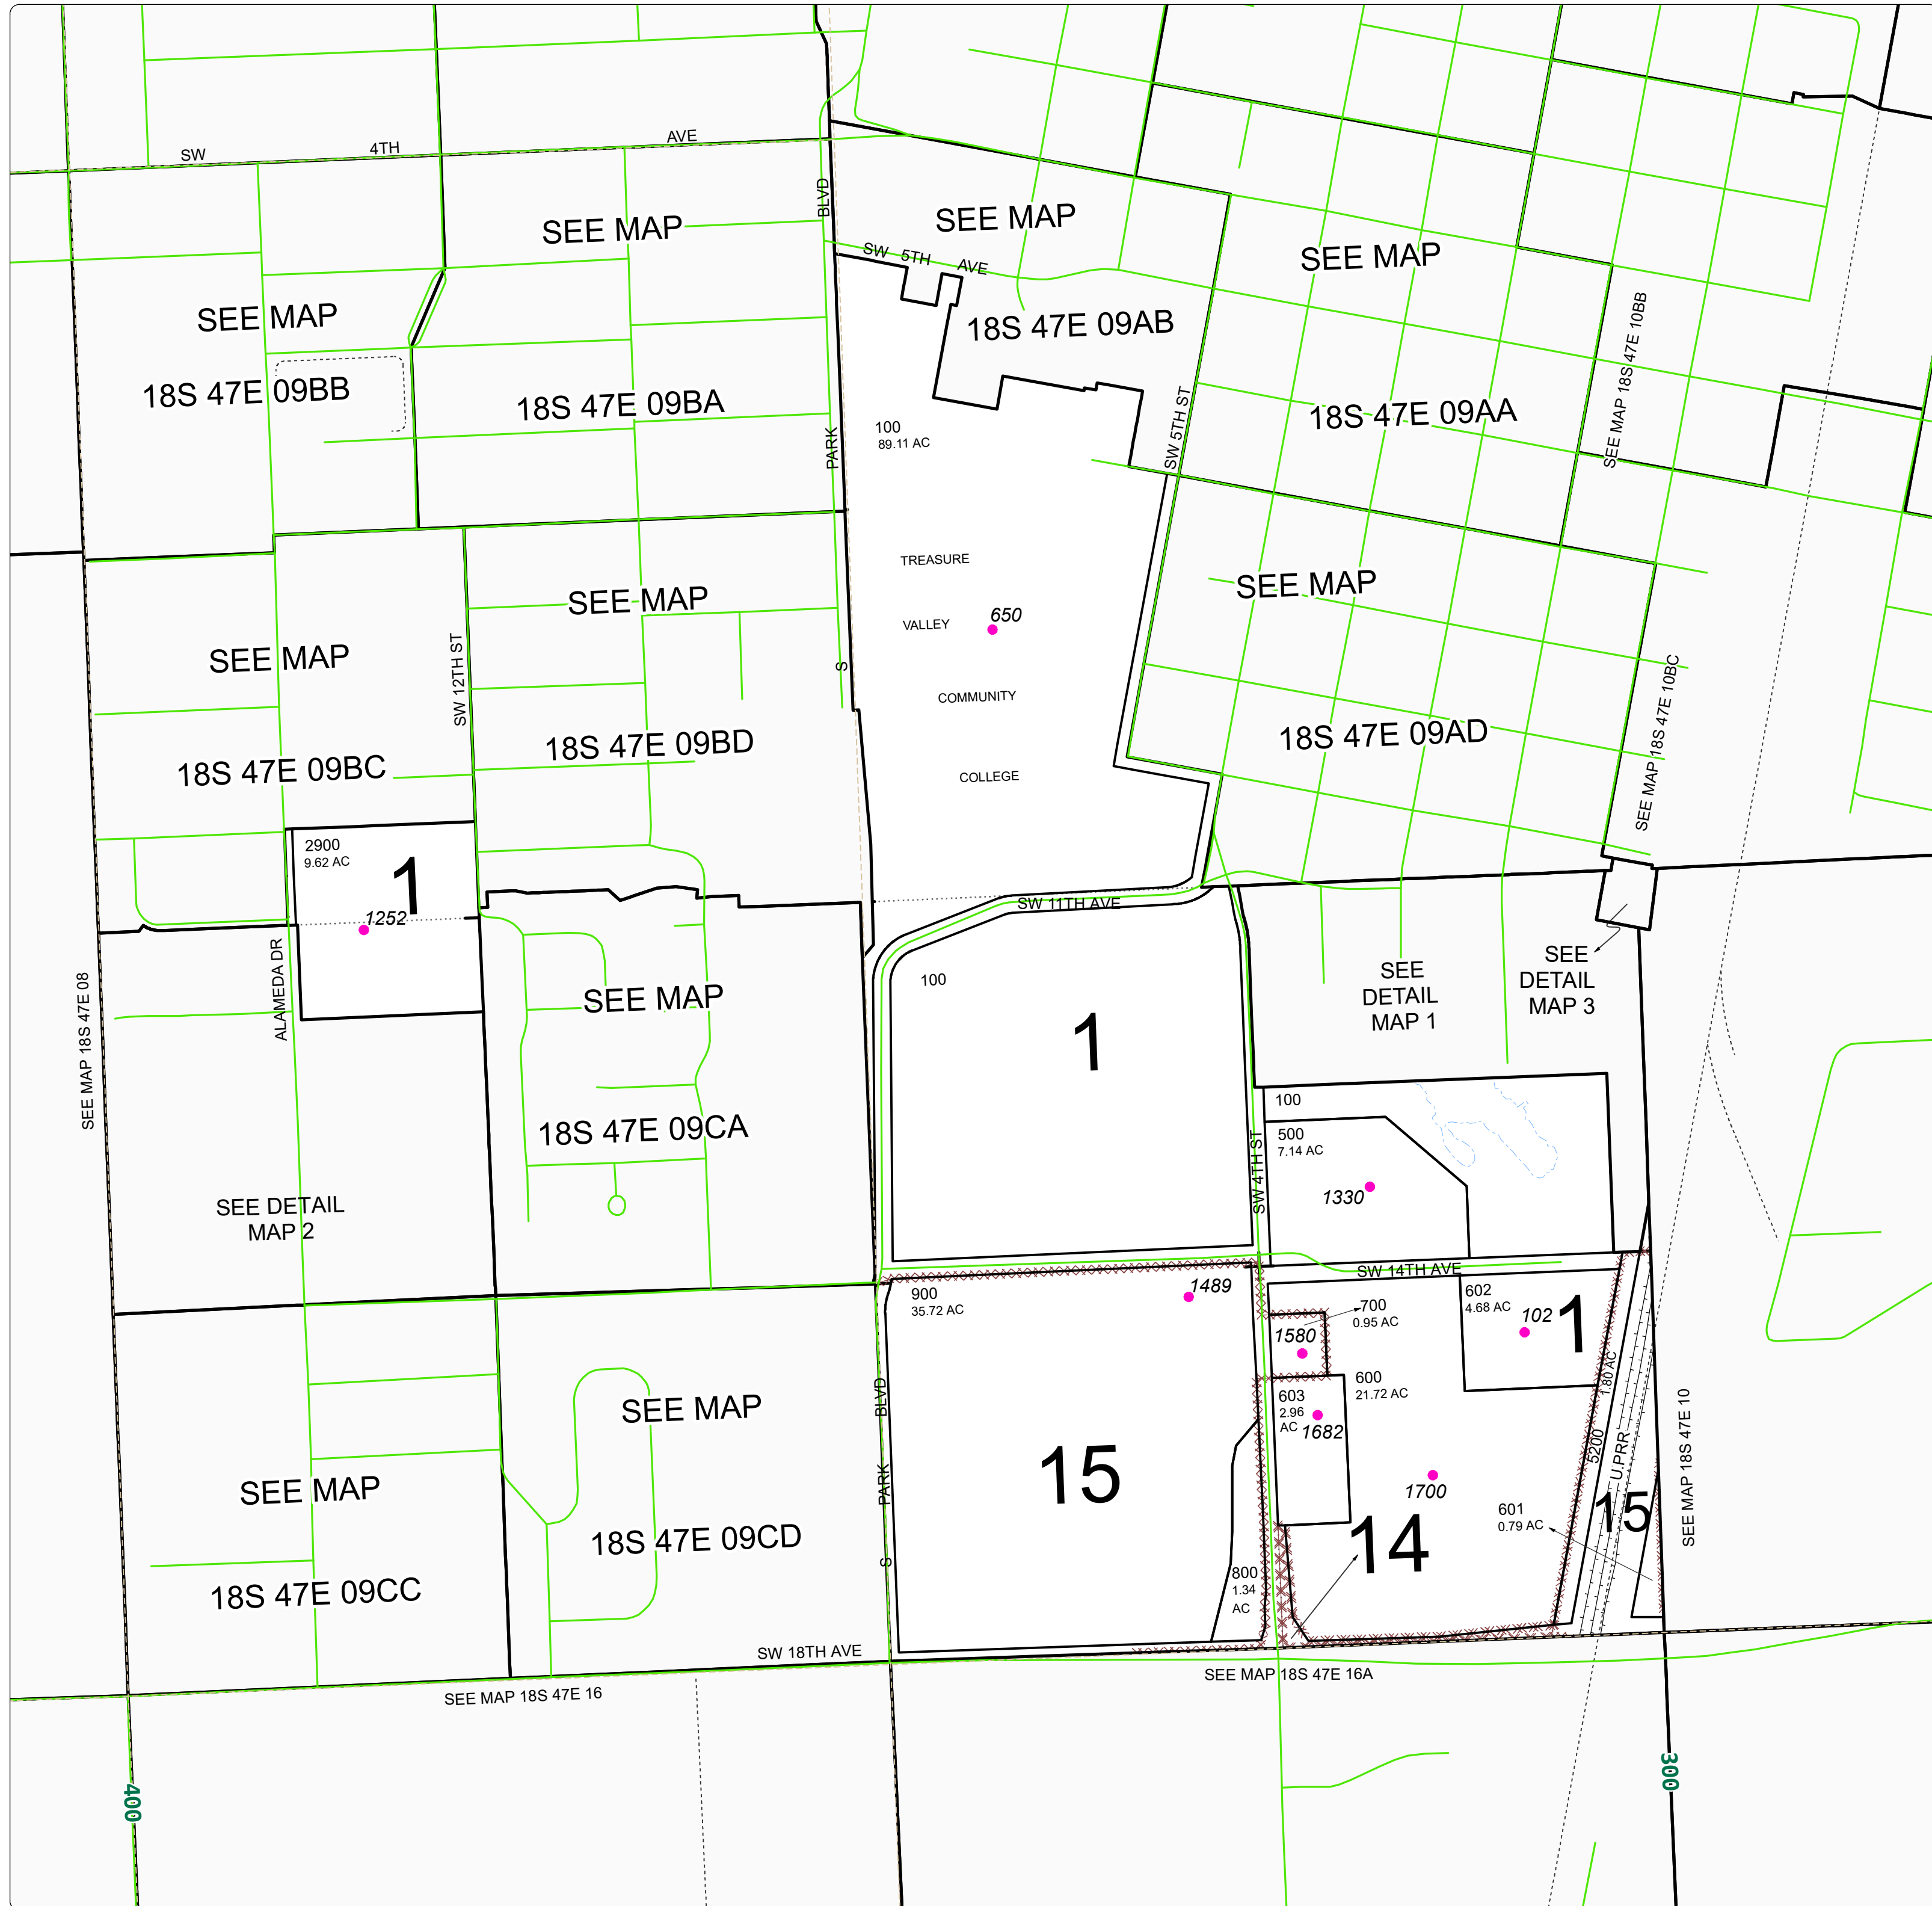 SW 4TH AVE
BLVD
SEE MAP
18S 47E 09BB
SEE MAP
18S 47E 09BA
SEE MAP
18S 47E 09AB
SW 5TH AVE
SEE MAP
18S 47E 09AA
SEE MAP 18S 47E 10BB
PARK
100
89.11 AC
SW 5TH ST
TREASURE
VALLEY
650
COMMUNITY
COLLEGE
S
SEE MAP
18S 47E 09BC
SW 12TH ST
SEE MAP
18S 47E 09BD
SEE MAP
18S 47E 09AD
SEE MAP 18S 47E 10BC
2900
9.62 AC
1
1252
ALAMEDA DR
SEE MAP 18S 47E 08
SEE MAP
18S 47E 09CA
SW 11TH AVE
100
1
SEE
DETAIL
MAP 1
SEE
DETAIL
MAP 3
100
500
7.14 AC
1330
SW 4TH ST
SEE DETAIL
MAP 2
SW 14TH AVE
900
35.72 AC
1489
700
0.95 AC
1580
602
4.68 AC
102
1
600
21.72 AC
603
2.96
AC
1682
1.80 AC
5200
U.PRR
1700
601
0.79 AC
15
14
15
800
1.34
AC
SEE MAP 18S 47E 10
BLVD
PARK
S
SEE MAP
18S 47E 09CD
SEE MAP
18S 47E 09CC
SW 18TH AVE
SEE MAP 18S 47E 16
SEE MAP 18S 47E 16A
400
300